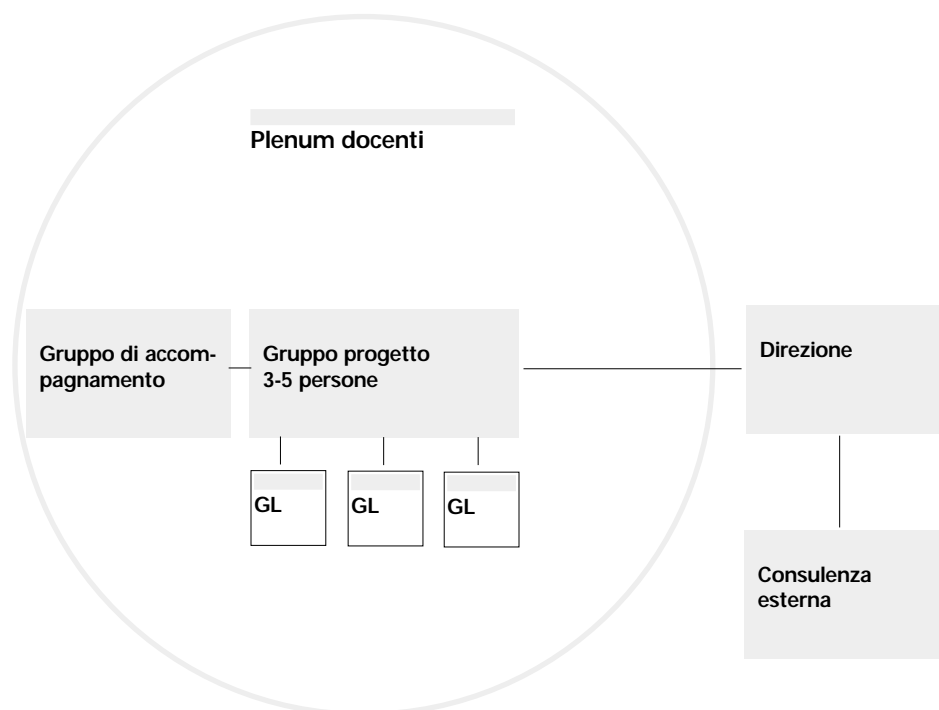 Plenum docenti
Gruppo di accom-
pagnamento
Gruppo progetto
3-5 persone
Direzione
GL
GL
GL
Consulenza
esterna